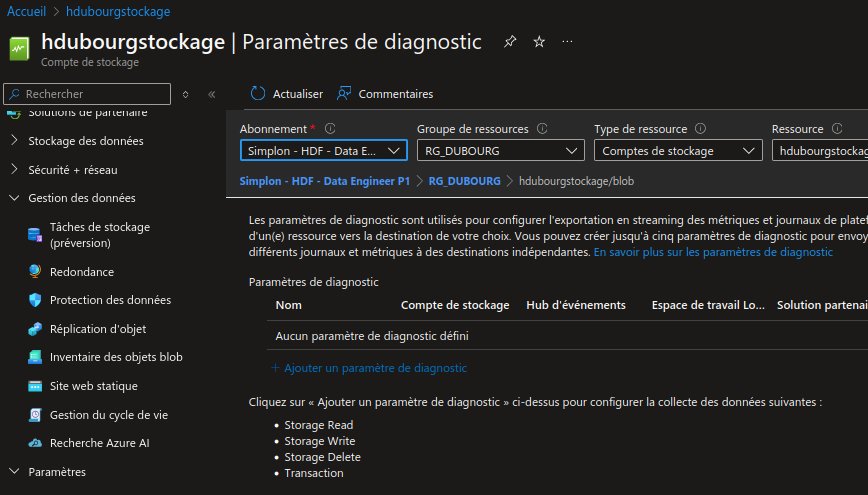 Accueil > hdubourgstockage
hdubourgstockage | Paramètres de diagnostic
Compte de stockage
Rechercher
Solutions de partenaire
Stockage des données
Sécurité + réseau
Gestion des données
Tâches de stockage
(préversion)
Redondance
Protection des données
Réplication d'objet
Inventaire des objets blob
Site web statique
Gestion du cycle de vie
Recherche Azure AI
Paramètres
Actualiser Commentaires
Abonnement * Groupe de ressources Type de ressource Ressource
Simplon - HDF - Data E... RG_DUBOURG Comptes de stockage hdubourgstockag
Simplon - HDF - Data Engineer P1 > RG_DUBOURG > hdubourgstockage/blob
Les paramètres de diagnostic sont utilisés pour configurer l'exportation en streaming des métriques et journaux de platef
d'un(e) ressource vers la destination de votre choix. Vous pouvez créer jusqu'à cinq paramètres de diagnostic pour envoy
différents journaux et métriques à des destinations indépendantes. En savoir plus sur les paramètres de diagnostic
Paramètres de diagnostic
Nom Compte de stockage Hub d'événements Espace de travail Lo... Solution partenai
Aucun paramètre de diagnostic défini
+ Ajouter un paramètre de diagnostic
Cliquez sur « Ajouter un paramètre de diagnostic » ci-dessus pour configurer la collecte des données suivantes :
• Storage Read
• Storage Write
• Storage Delete
• Transaction